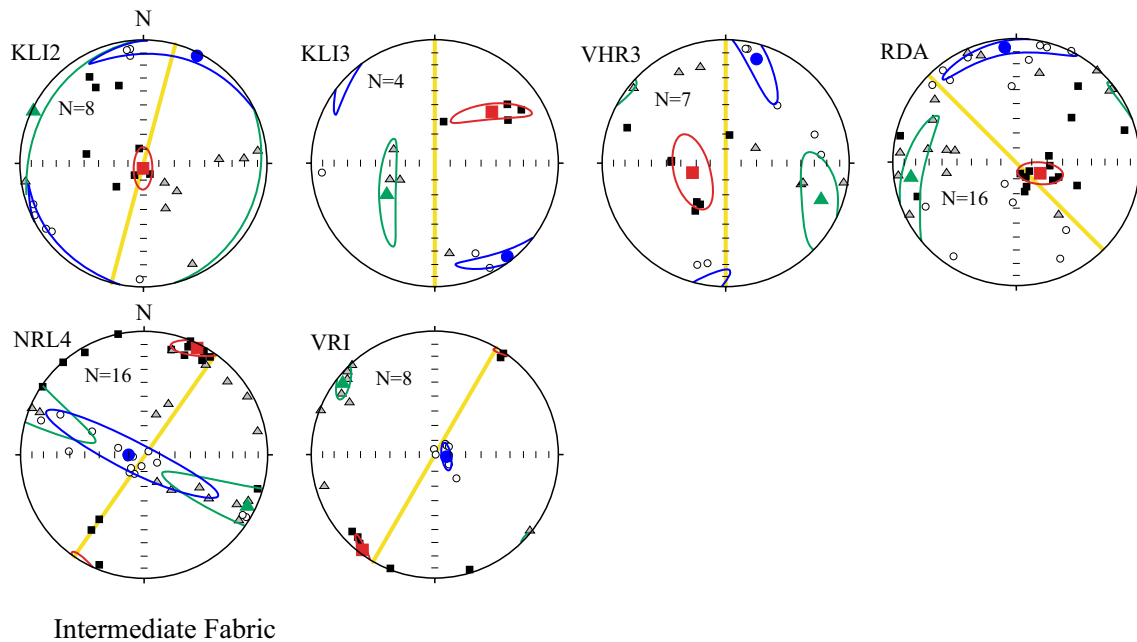 N
KLI2
N=8
KLI3
N=4
VHR3
N=7
RDA
N=16
N
NRL4
N=16
VRI
N=8
Intermediate Fabric